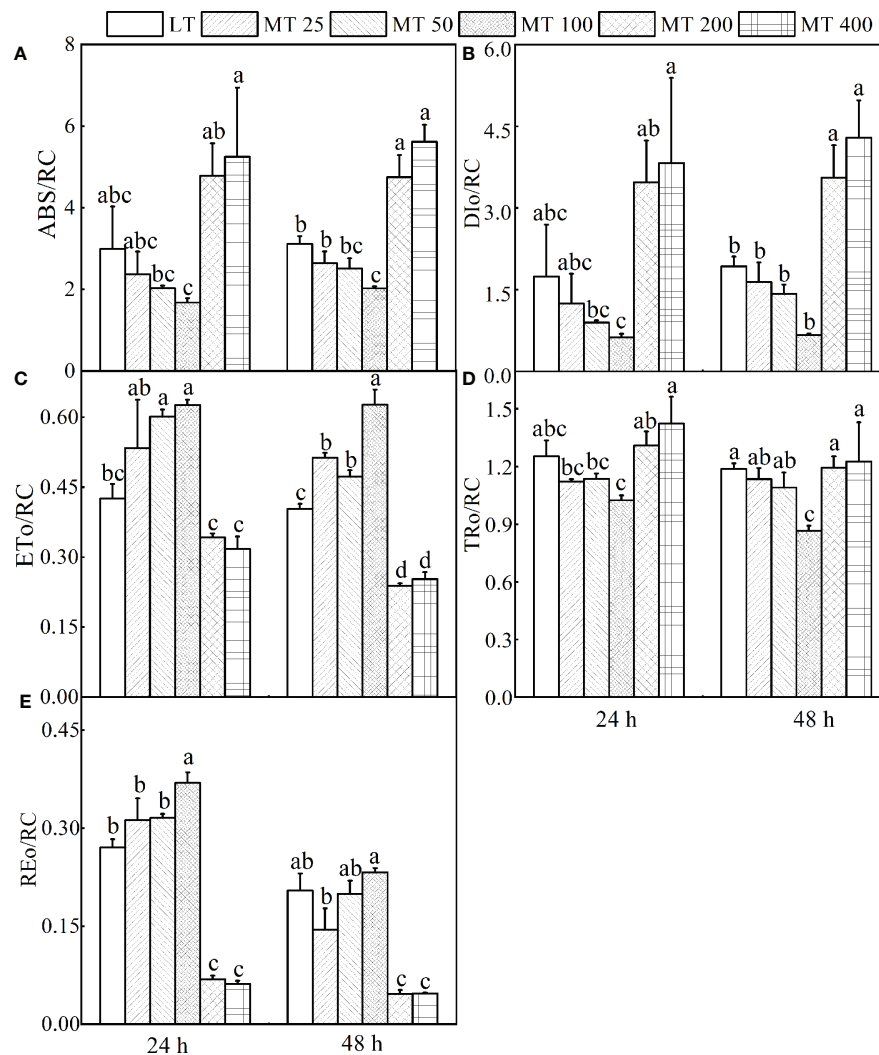 LT MT 25 MT 50 MT 100 MT 200 MT 400
A
8
6
4
2
0
ABS/RC
abc abc bc c ab a
b b bc c a a
B
6.0
4.5
3.0
1.5
0.0
DIo/RC
abc abc bc c ab a
b b b b a a
C
0.60
0.45
0.30
0.15
0.00
ETo/RC
bc ab a a c c
c b b a d d
D
1.5
1.2
0.9
0.6
0.3
0.0
TRo/RC
abc bc bc c ab a
a ab ab c a a
24 h 48 h
E
0.45
0.30
0.15
0.00
REo/RC
b b b a c c
ab b ab a c c
24 h 48 h